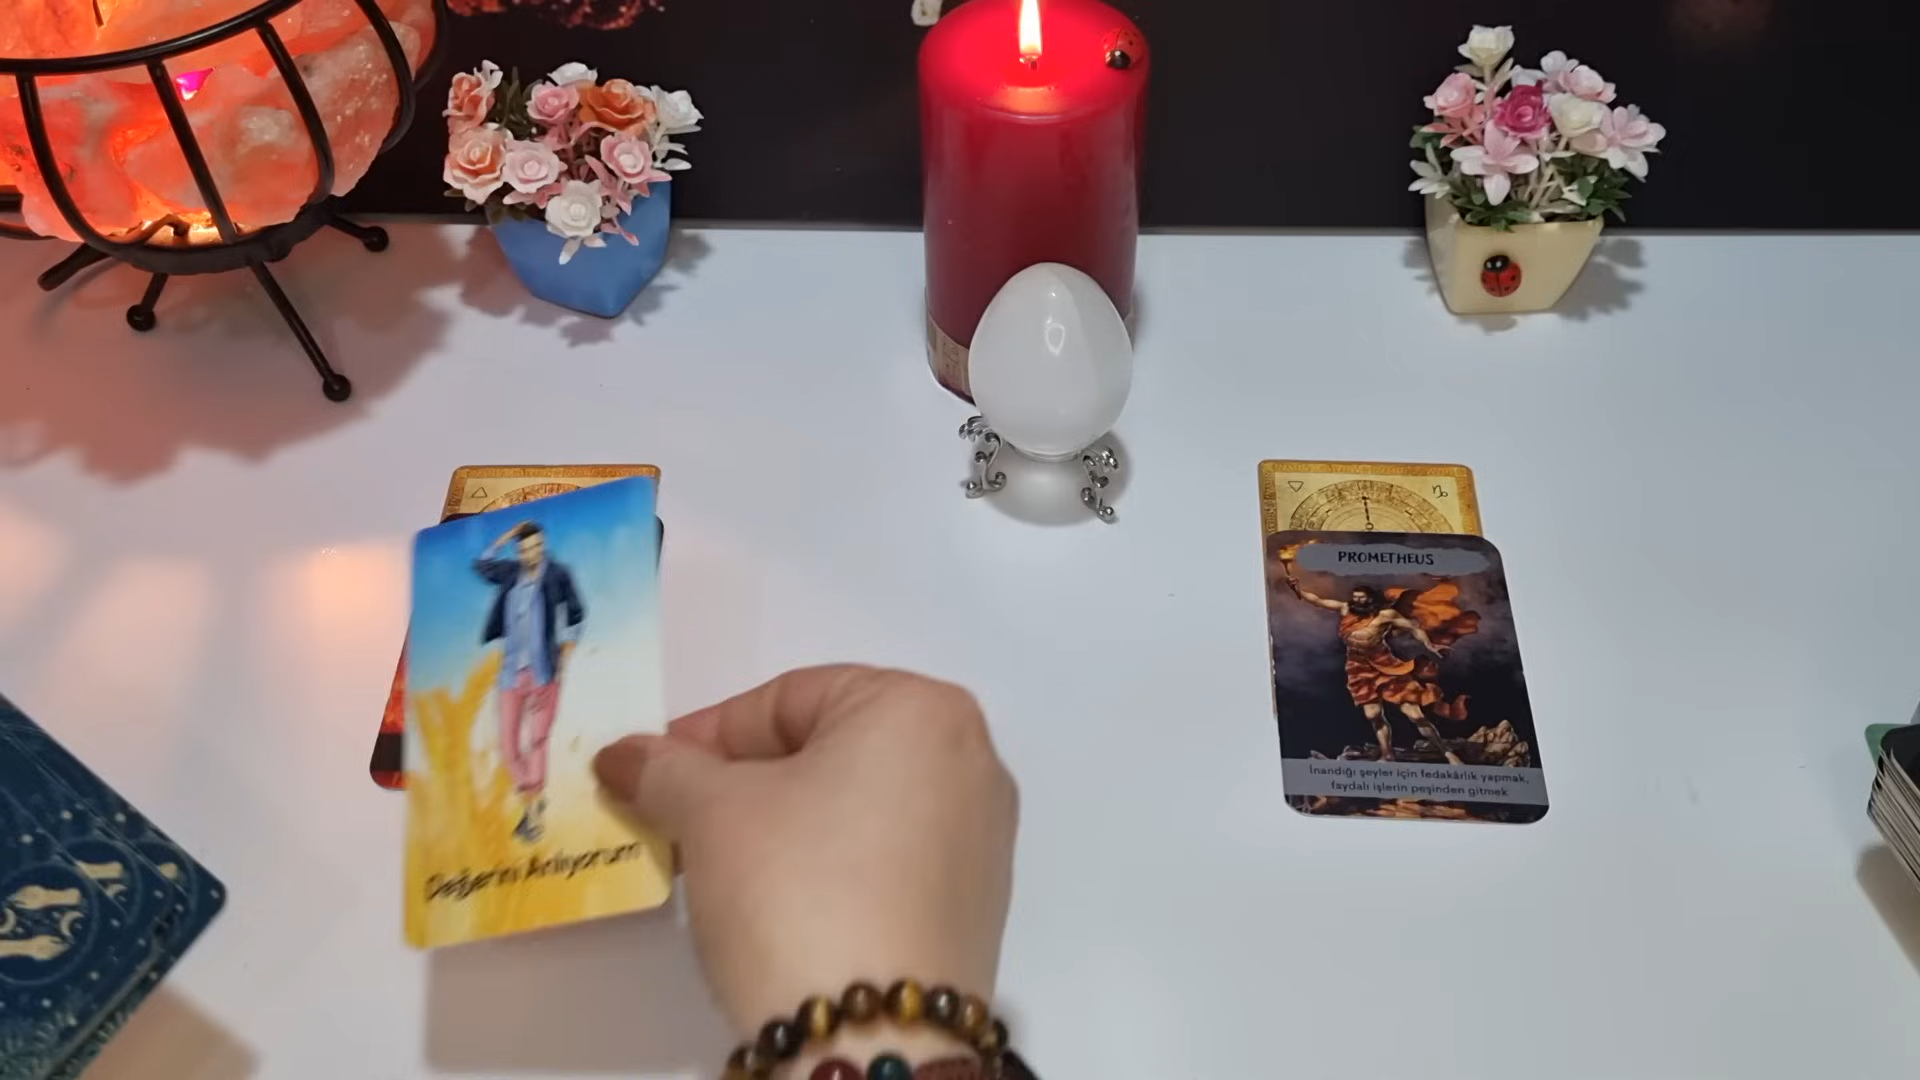 Değerini Anlıyorum
PROMETHEUS
İnandığı şeyler için fedakârlık yapmak,
faydalı işlerin peşinden gitmek